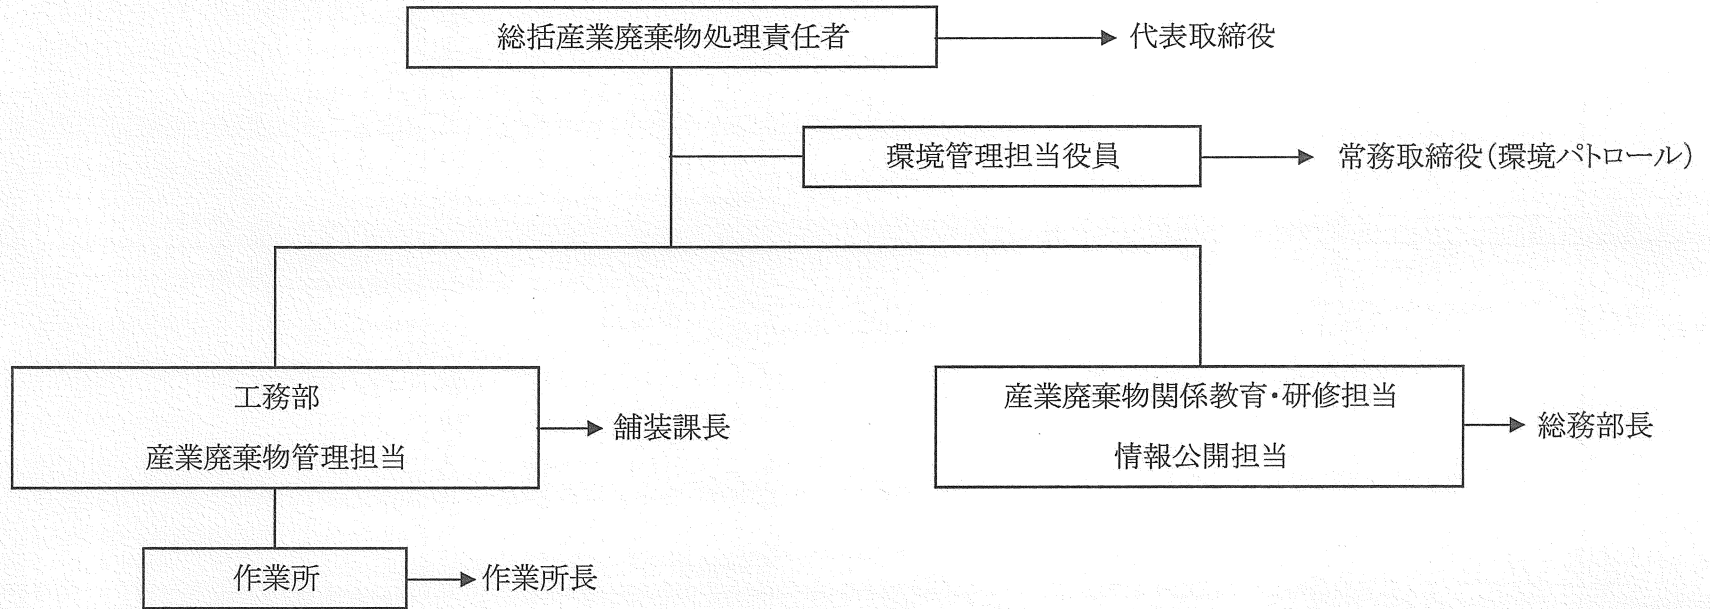 総括産業廃棄物処理責任者
代表取締役
環境管理担当役員
常務取締役(環境パトロール)
工務部
産業廃棄物管理担当
舗装課長
産業廃棄物関係教育・研修担当
情報公開担当
総務部長
作業所
作業所長